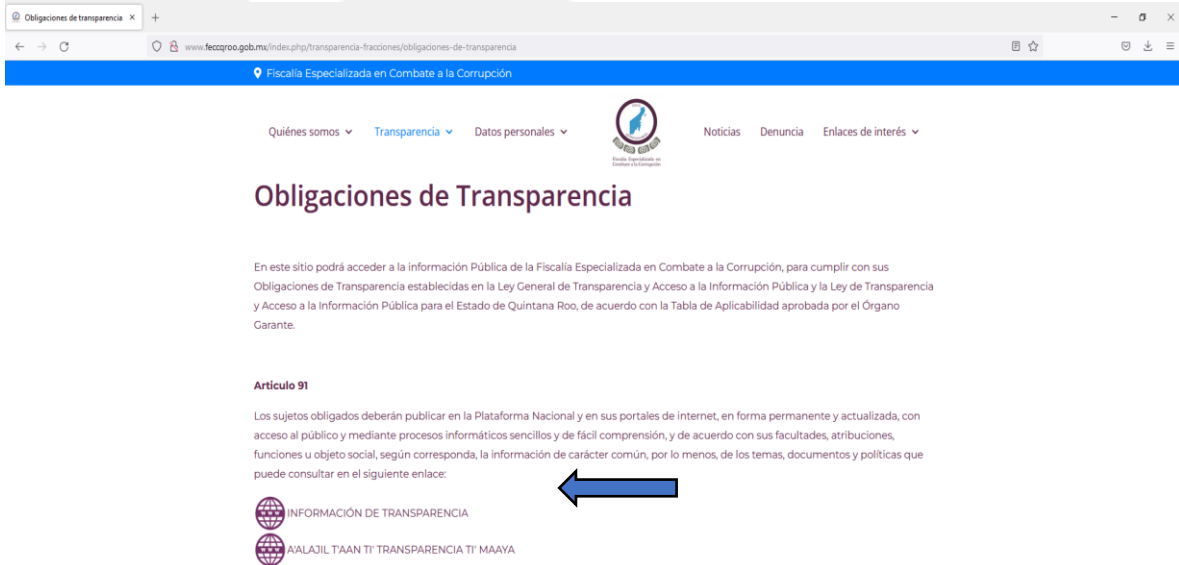 Obligaciones de transparencia
www.feccqroo.gob.mx/index.php/transparencia-fracciones/obligaciones-de-transparencia
Fiscalía Especializada en Combate a la Corrupción
Quiénes somos Transparencia Datos personales Noticias Denuncia Enlaces de interés
Fiscalía Especializada en
Combate a la Corrupción
Obligaciones de Transparencia
En este sitio podrá acceder a la información Pública de la Fiscalía Especializada en Combate a la Corrupción, para cumplir con sus
Obligaciones de Transparencia establecidas en la Ley General de Transparencia y Acceso a la Información Pública y la Ley de Transparencia
y Acceso a la Información Pública para el Estado de Quintana Roo, de acuerdo con la Tabla de Aplicabilidad aprobada por el Órgano
Garante.
Articulo 91
Los sujetos obligados deberán publicar en la Plataforma Nacional y en sus portales de internet, en forma permanente y actualizada, con
acceso al público y mediante procesos informáticos sencillos y de fácil comprensión, y de acuerdo con sus facultades, atribuciones,
funciones u objeto social, según corresponda, la información de carácter común, por lo menos, de los temas, documentos y políticas que
puede consultar en el siguiente enlace:
INFORMACIÓN DE TRANSPARENCIA
A'ALAJIL T'AAN TI' TRANSPARENCIA TI' MAAYA